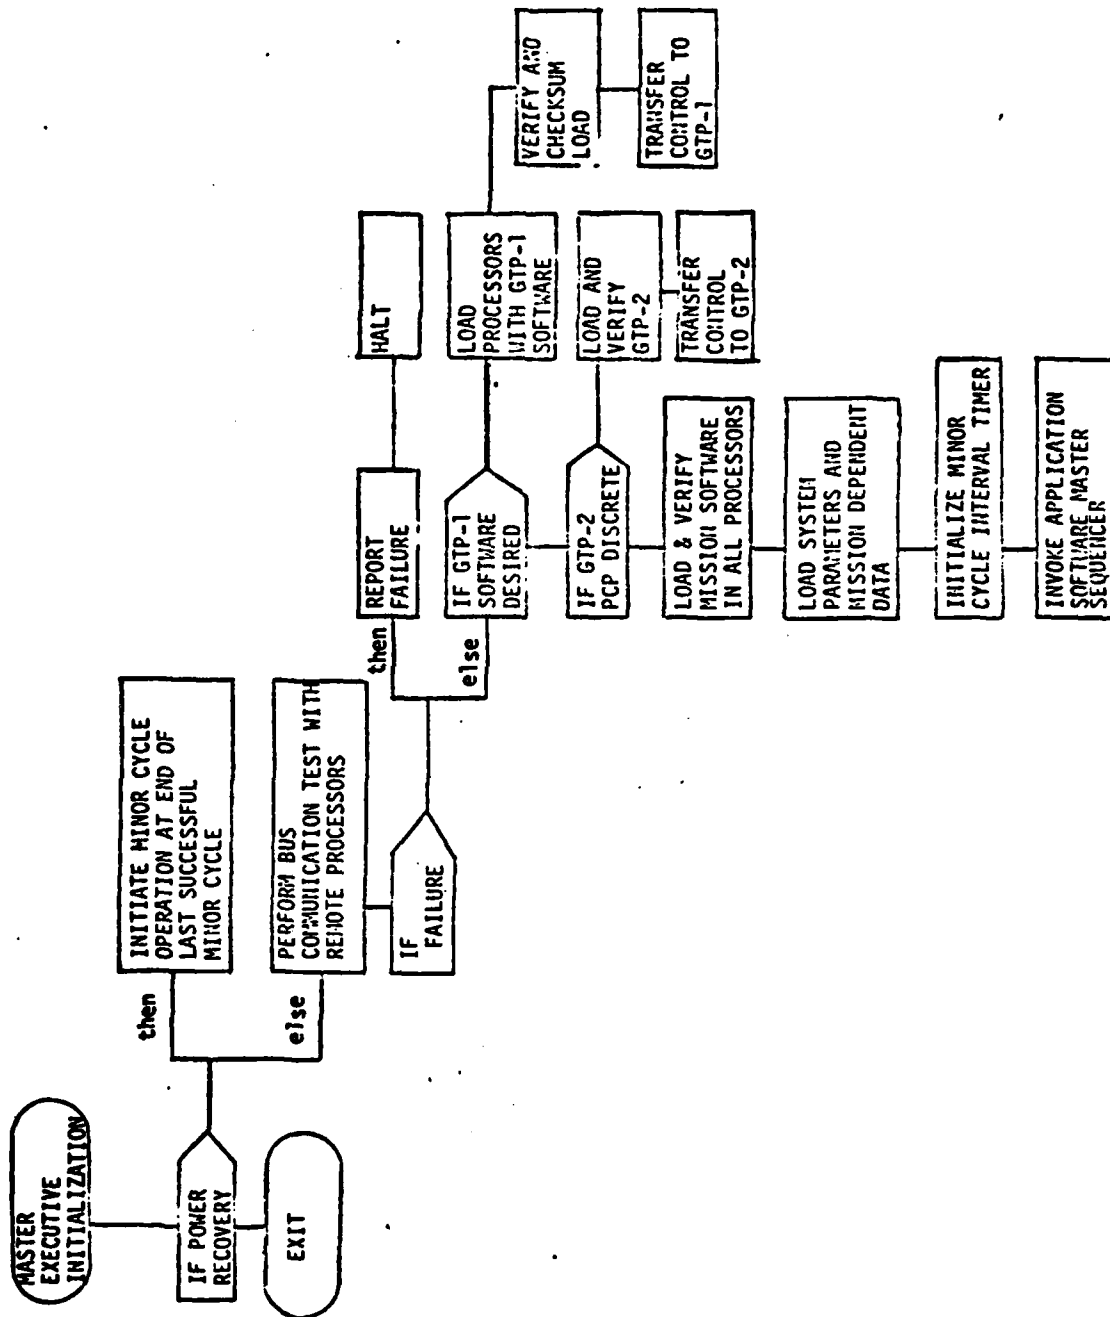 MASTER
EXECUTIVE
INITIALIZATION
IF POWER
RECOVERY
EXIT
then
INITIATE MINOR CYCLE
OPERATION AT END OF
LAST SUCCESSFUL
MINOR CYCLE
else
PERFORM BUS
COMMUNICATION TEST WITH
REMOTE PROCESSORS
IF
FAILURE
then
REPORT
FAILURE
HALT
else
IF GTP-1
SOFTWARE
DESIRED
LOAD
PROCESSORS
WITH GTP-1
SOFTWARE
VERIFY AND
CHECKSUM
LOAD
TRANSFER
CONTROL TO
GTP-1
IF GTP-2
PCP DISCRETE
LOAD AND
VERIFY
GTP-2
TRANSFER
CONTROL
TO GTP-2
LOAD & VERIFY
MISSION SOFTWARE
IN ALL PROCESSORS
LOAD SYSTEM
PARAMETERS AND
MISSION DEPENDENT
DATA
INITIALIZE MINOR
CYCLE INTERVAL TIMER
INVOKE APPLICATION
SOFTWARE MASTER
SEQUENCER